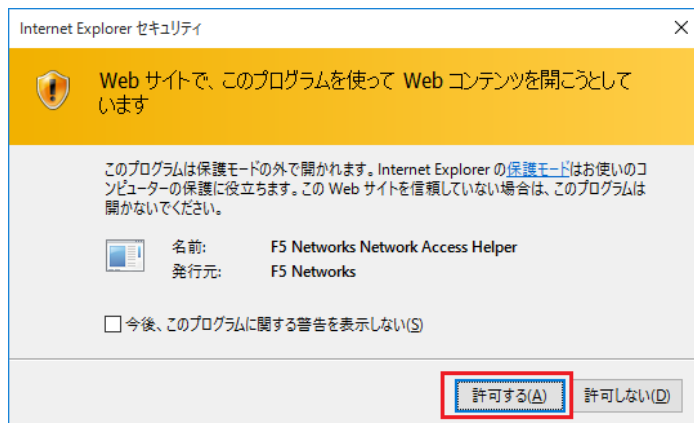 Internet Explorer セキュリティ
Web サイトで、このプログラムを使って Web コンテンツを開こうとして
います
このプログラムは保護モードの外で開かれます。Internet Explorer の保護モードはお使いのコ
ンピューターの保護に役立ちます。この Web サイトを信頼していない場合は、このプログラムは
開かないでください。
名前: F5 Networks Network Access Helper
発行元: F5 Networks
今後、このプログラムに関する警告を表示しない(S)
許可する(A) 許可しない(D)